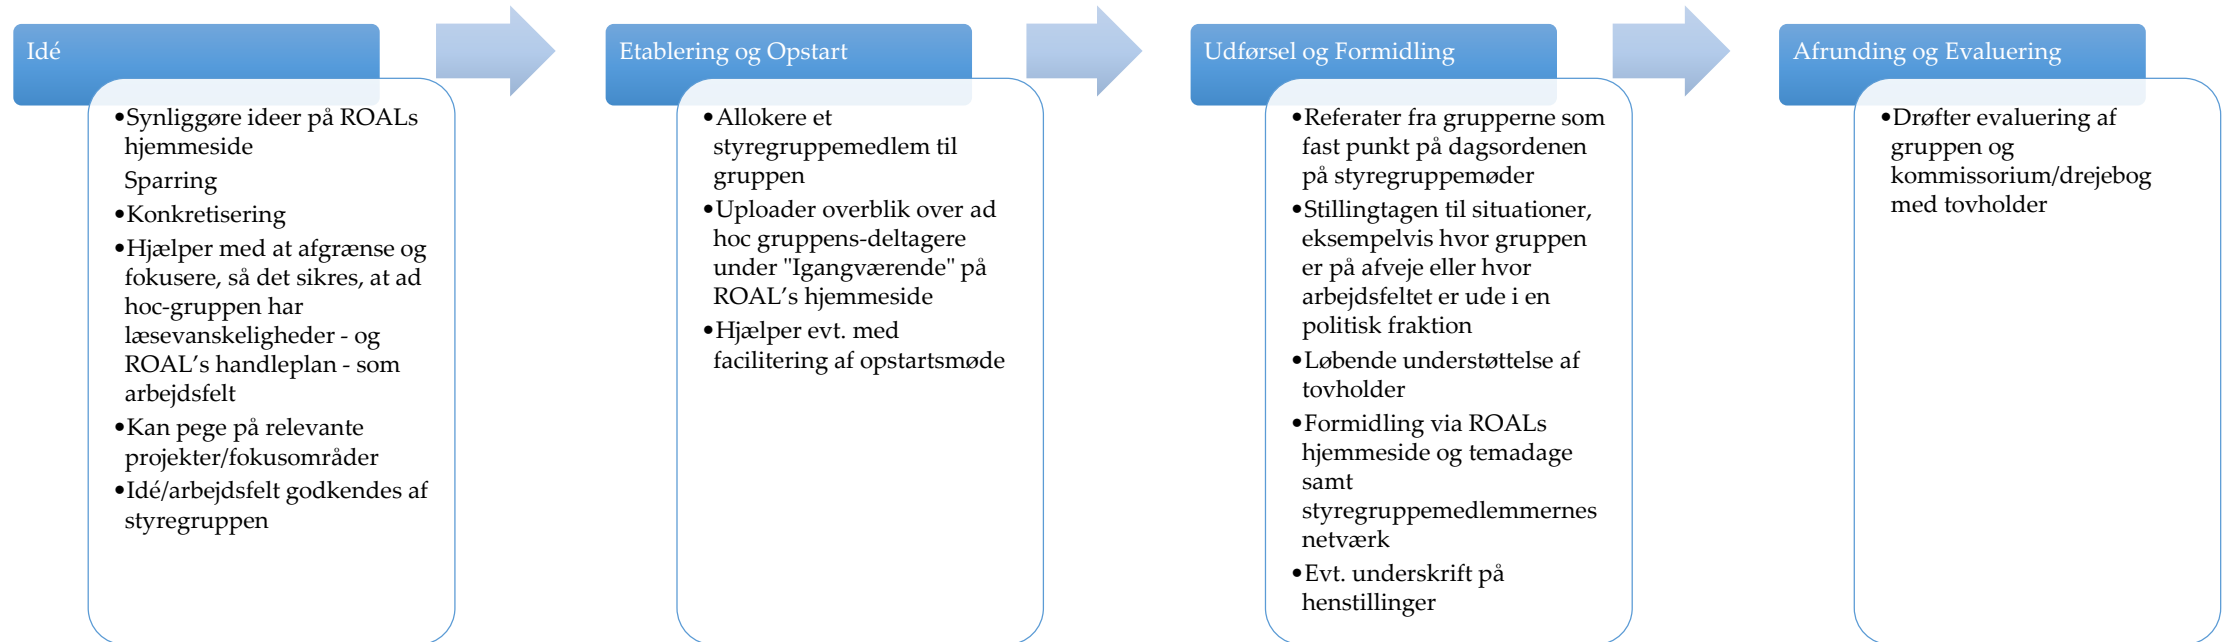 Idé
•Synliggøre ideer på ROALs
hjemmeside
Sparring
•Konkretisering
•Hjælper med at afgrænse og
fokusere, så det sikres, at ad
hoc-gruppen har
læsevanskeligheder - og
ROAL’s handleplan - som
arbejdsfelt
•Kan pege på relevante
projekter/fokusområder
•Idé/arbejdsfelt godkendes af
styregruppen
Etablering og Opstart
•Allokere et
styregruppemedlem til
gruppen
•Uploader overblik over ad
hoc gruppens-deltagere
under "Igangværende" på
ROAL’s hjemmeside
•Hjælper evt. med
facilitering af opstartsmøde
Udførsel og Formidling
•Referater fra grupperne som
fast punkt på dagsordenen
på styregruppemøder
•Stillingtagen til situationer,
eksempelvis hvor gruppen
er på afveje eller hvor
arbejdsfeltet er ude i en
politisk fraktion
•Løbende understøttelse af
tovholder
•Formidling via ROALs
hjemmeside og temadage
samt
styregruppemedlemmernes
netværk
•Evt. underskrift på
henstillinger
Afrunding og Evaluering
•Drøfter evaluering af
gruppen og
kommissorium/drejebog
med tovholder